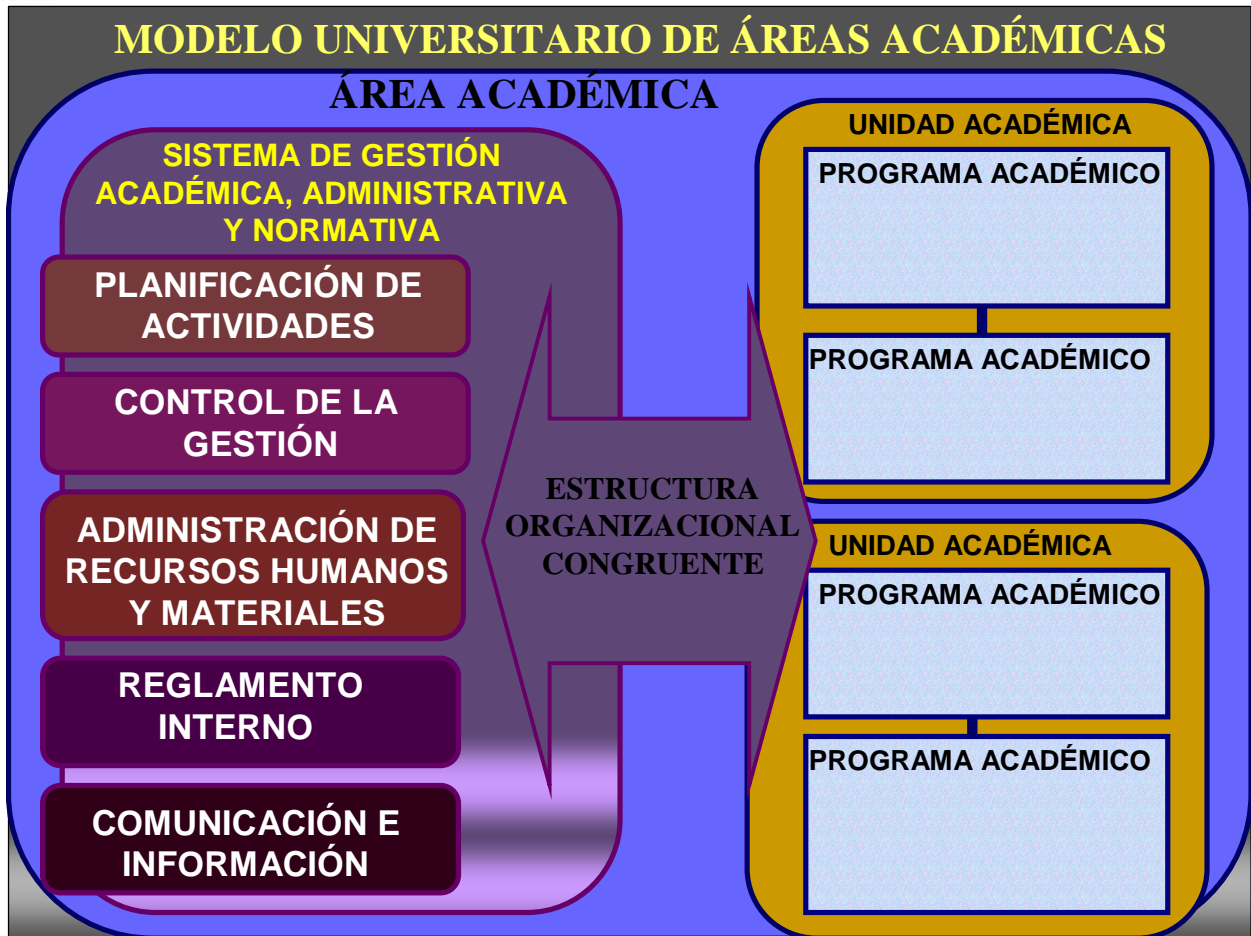 MODELO UNIVERSITARIO DE ÁREAS ACADÉMICAS
ÁREA ACADÉMICA
SISTEMA DE GESTIÓN
ACADÉMICA, ADMINISTRATIVA
Y NORMATIVA
PLANIFICACIÓN DE
ACTIVIDADES
CONTROL DE LA
GESTIÓN
ADMINISTRACIÓN DE
RECURSOS HUMANOS
Y MATERIALES
REGLAMENTO
INTERNO
COMUNICACIÓN E
INFORMACIÓN
ESTRUCTURA
ORGANIZACIONAL
CONGRUENTE
UNIDAD ACADÉMICA
PROGRAMA ACADÉMICO
PROGRAMA ACADÉMICO
UNIDAD ACADÉMICA
PROGRAMA ACADÉMICO
PROGRAMA ACADÉMICO